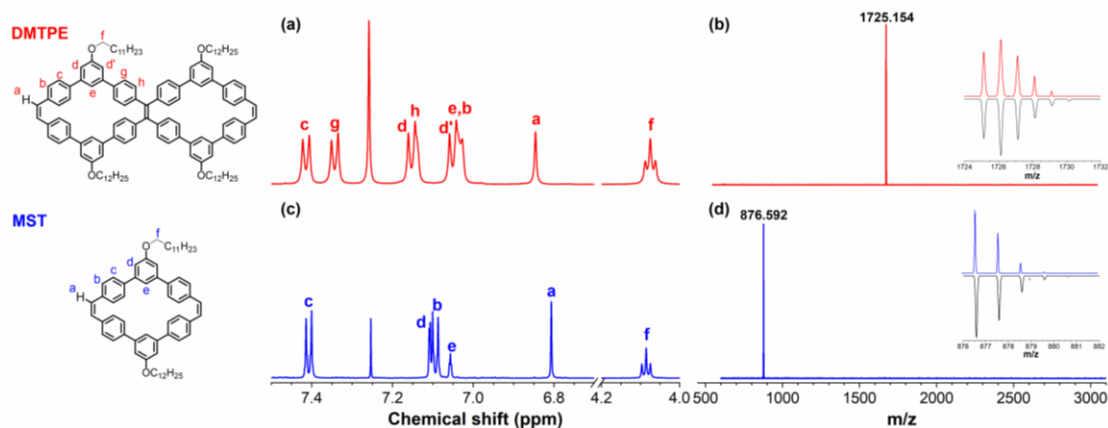 DMTPE
f
O C₁₁H₂₃
OC₁₂H₂₅
d d'
b c g
a H h
e
OC₁₂H₂₅ OC₁₂H₂₅
(a)
c g d h d' e,b a f
(b)
1725.154
1724 1726 1728 1730 1732
m/z
MST
f
O C₁₁H₂₃
d
b c
a H e
OC₁₂H₂₅
(c)
c d b e a f
7.4 7.2 7.0 6.8 4.2 4.0
Chemical shift (ppm)
(d)
876.592
876 877 878 879 880 881 882
m/z
500 1000 1500 2000 2500 3000
m/z